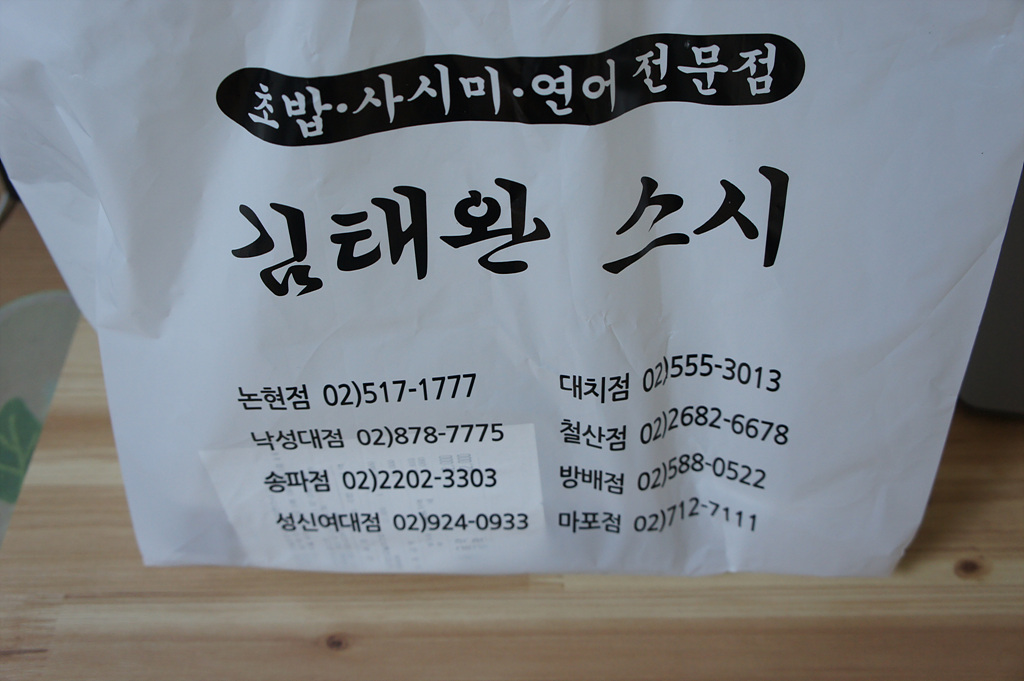 초밥·사시미·연어 전문점
김태완 스시
논현점 02)517-1777
낙성대점 02)878-7775
송파점 02)2202-3303
성신여대점 02)924-0933
대치점 02)555-3013
철산점 02)2682-6678
방배점 02)588-0522
마포점 02)712-7111